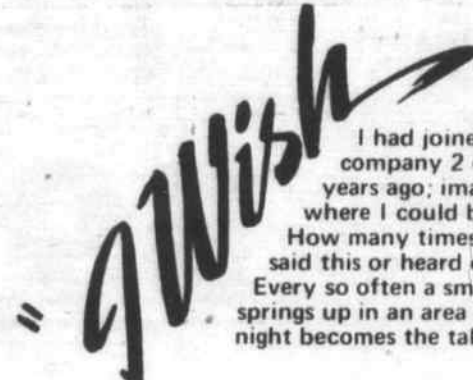 "I Wish
I had joine
company 2
years ago; ima
where I could b
How many times
said this or heard
Every so often a sm
springs up in an area
night becomes the tal